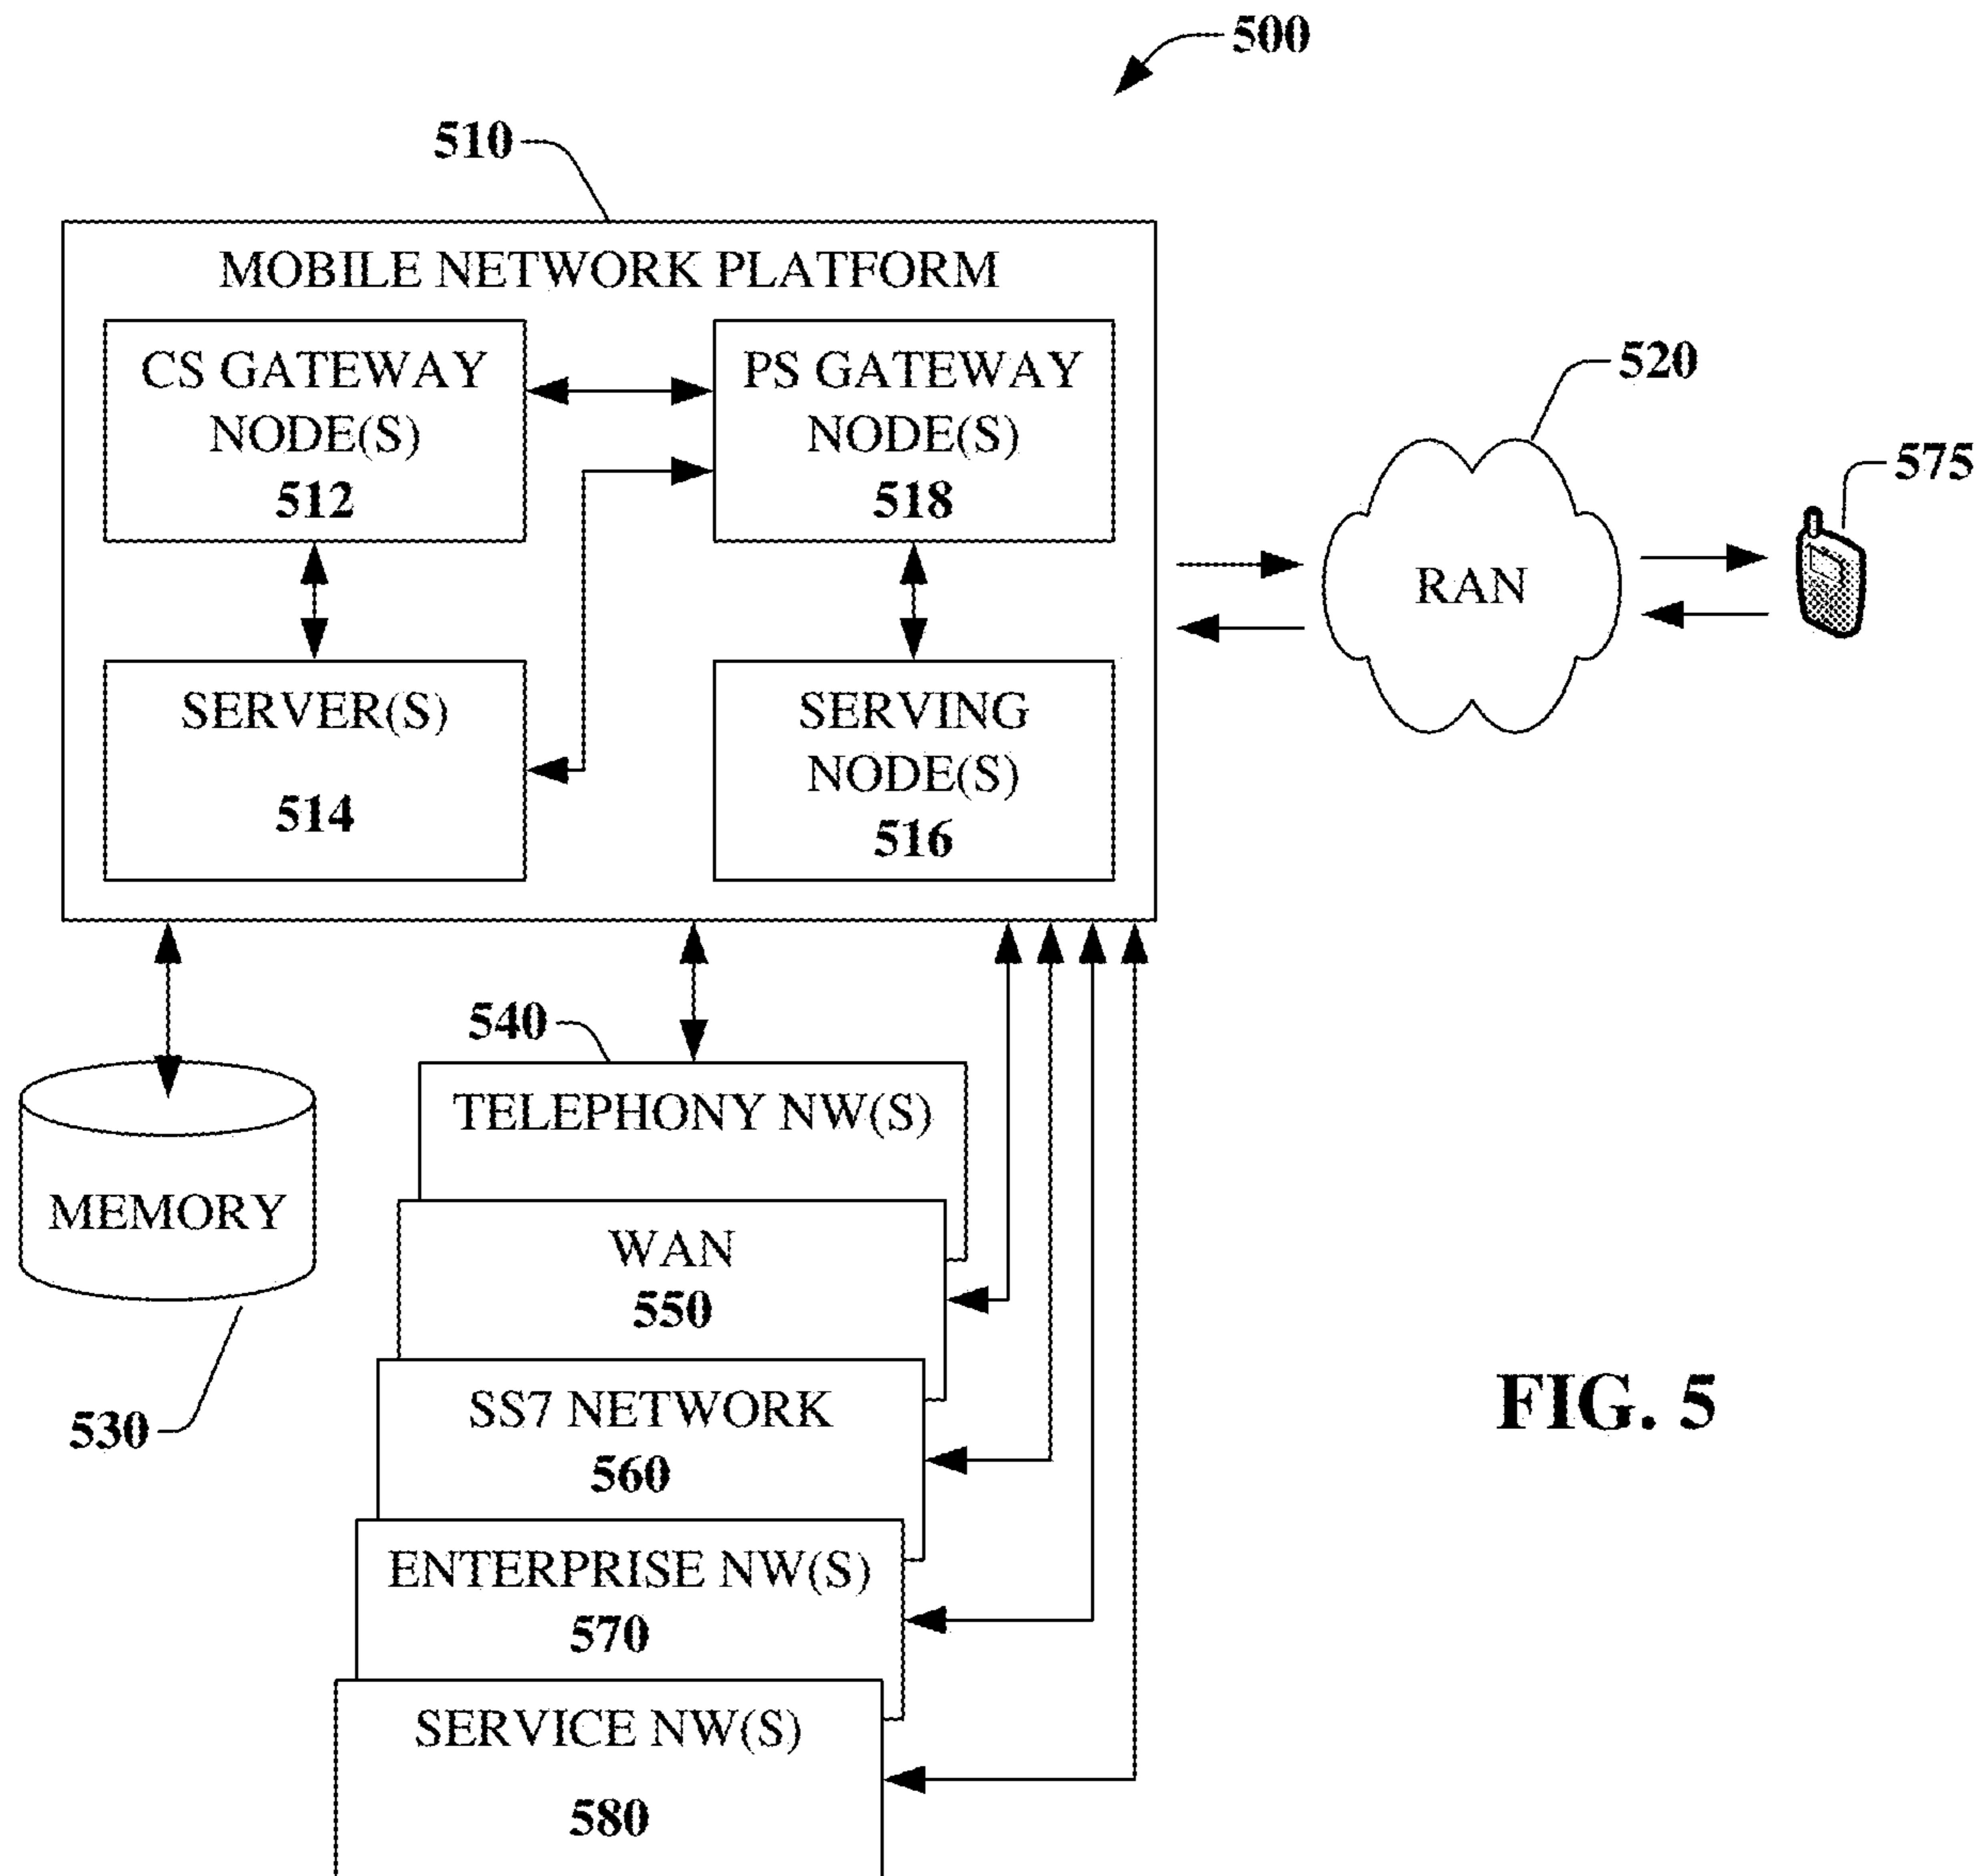 500
510
MOBILE NETWORK PLATFORM
CS GATEWAY
NODE(S)
512
PS GATEWAY
NODE(S)
518
SERVER(S)
514
SERVING
NODE(S)
516
520
RAN
575
540
TELEPHONY NW(S)
MEMORY
530
WAN
550
SS7 NETWORK
560
ENTERPRISE NW(S)
570
SERVICE NW(S)
580
FIG. 5